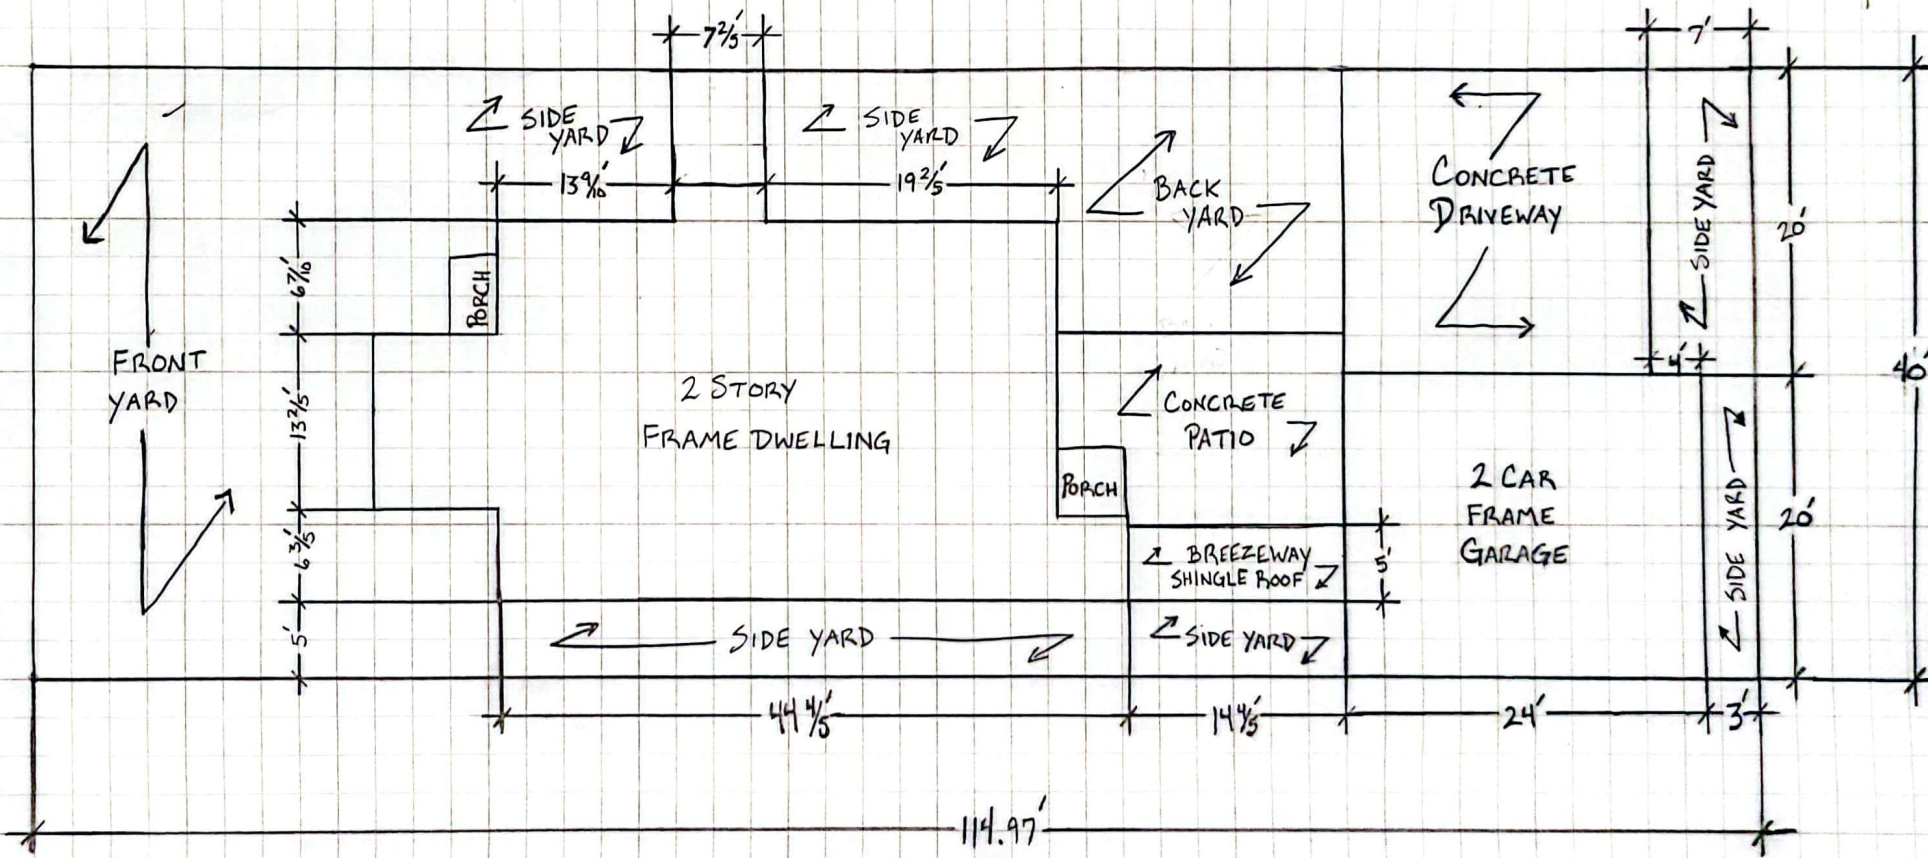 7 2/5'
7'
SIDE
YARD
SIDE
YARD
13 9/10'
19 2/5'
BACK
YARD
CONCRETE
DRIVEWAY
SIDE YARD
20'
40'
6 7/10'
PORCH
4'
FRONT
YARD
13 2/5'
2 STORY
FRAME DWELLING
CONCRETE
PATIO
PORCH
2 CAR
FRAME
GARAGE
SIDE YARD
20'
6 3/5'
BREEZEWAY
SHINGLE ROOF
5'
5'
SIDE YARD
SIDE YARD
44 4/5'
14 4/5'
24'
3'
114.97'